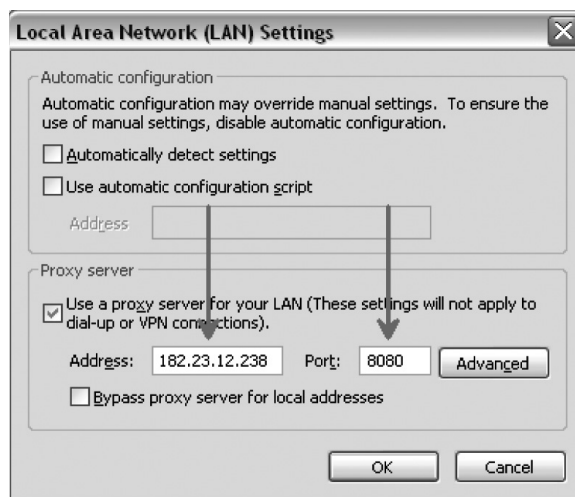 Local Area Network (LAN) Settings
Automatic configuration
Automatic configuration may override manual settings. To ensure the
use of manual settings, disable automatic configuration.
Automatically detect settings
Use automatic configuration script
Address
Proxy server
Use a proxy server for your LAN (These settings will not apply to
dial-up or VPN connections).
Address: 182.23.12.238 Port: 8080 Advanced
Bypass proxy server for local addresses
OK Cancel